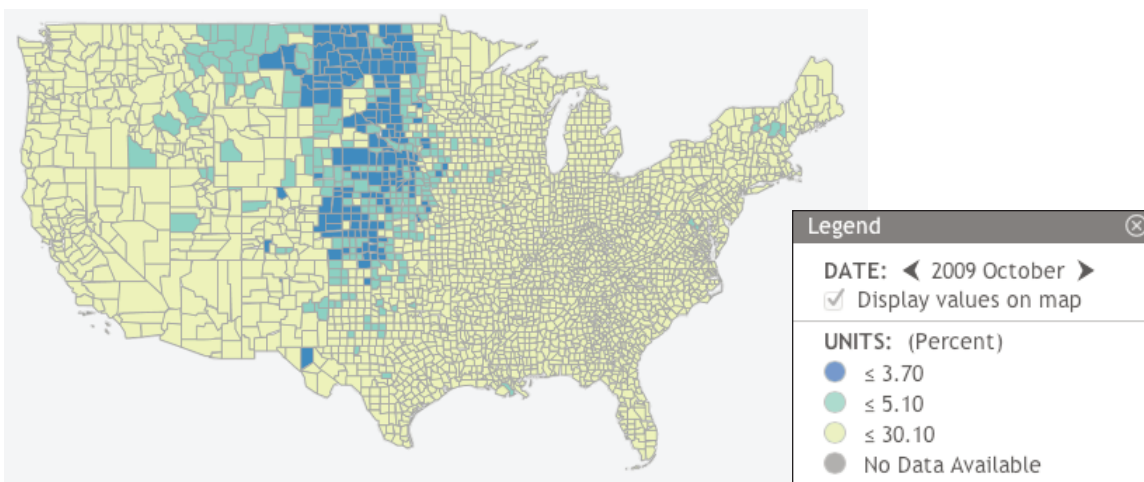 Legend
DATE: 2009 October
Display values on map
UNITS: (Percent)
≤ 3.70
≤ 5.10
≤ 30.10
No Data Available